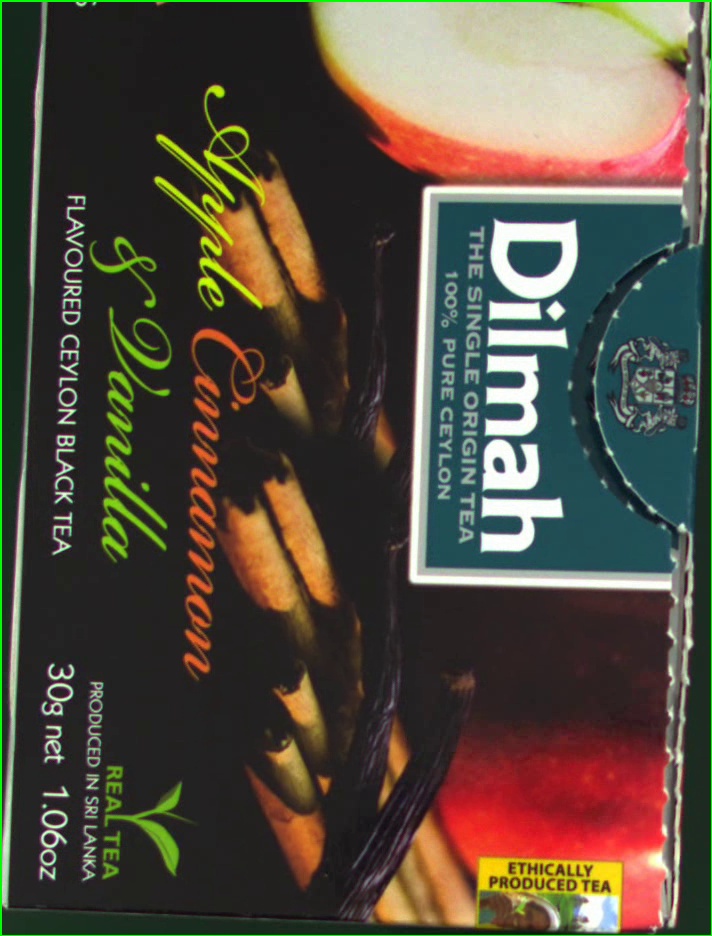 Dilmah
THE SINGLE ORIGIN TEA
100% PURE CEYLON
Apple Cinnamon
& Vanilla
FLAVOURED CEYLON BLACK TEA
REAL TEA
PRODUCED IN SRI LANKA
30g net 1.06oz
ETHICALLY
PRODUCED TEA